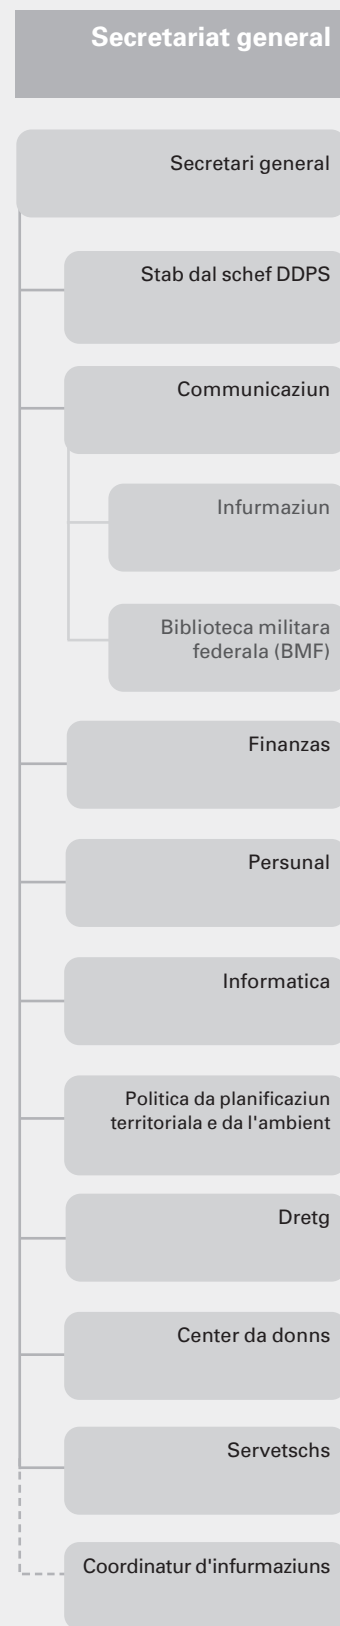 Secretariat general
Secretari general
Stab dal schef DDPS
Communicaziun
Infurmaziun
Biblioteca militara
federala (BMF)
Finanzas
Persunal
Informatica
Politica da planificaziun
territoriala e da l'ambient
Dretg
Center da donns
Servetschs
Coordinatur d'infurmaziuns